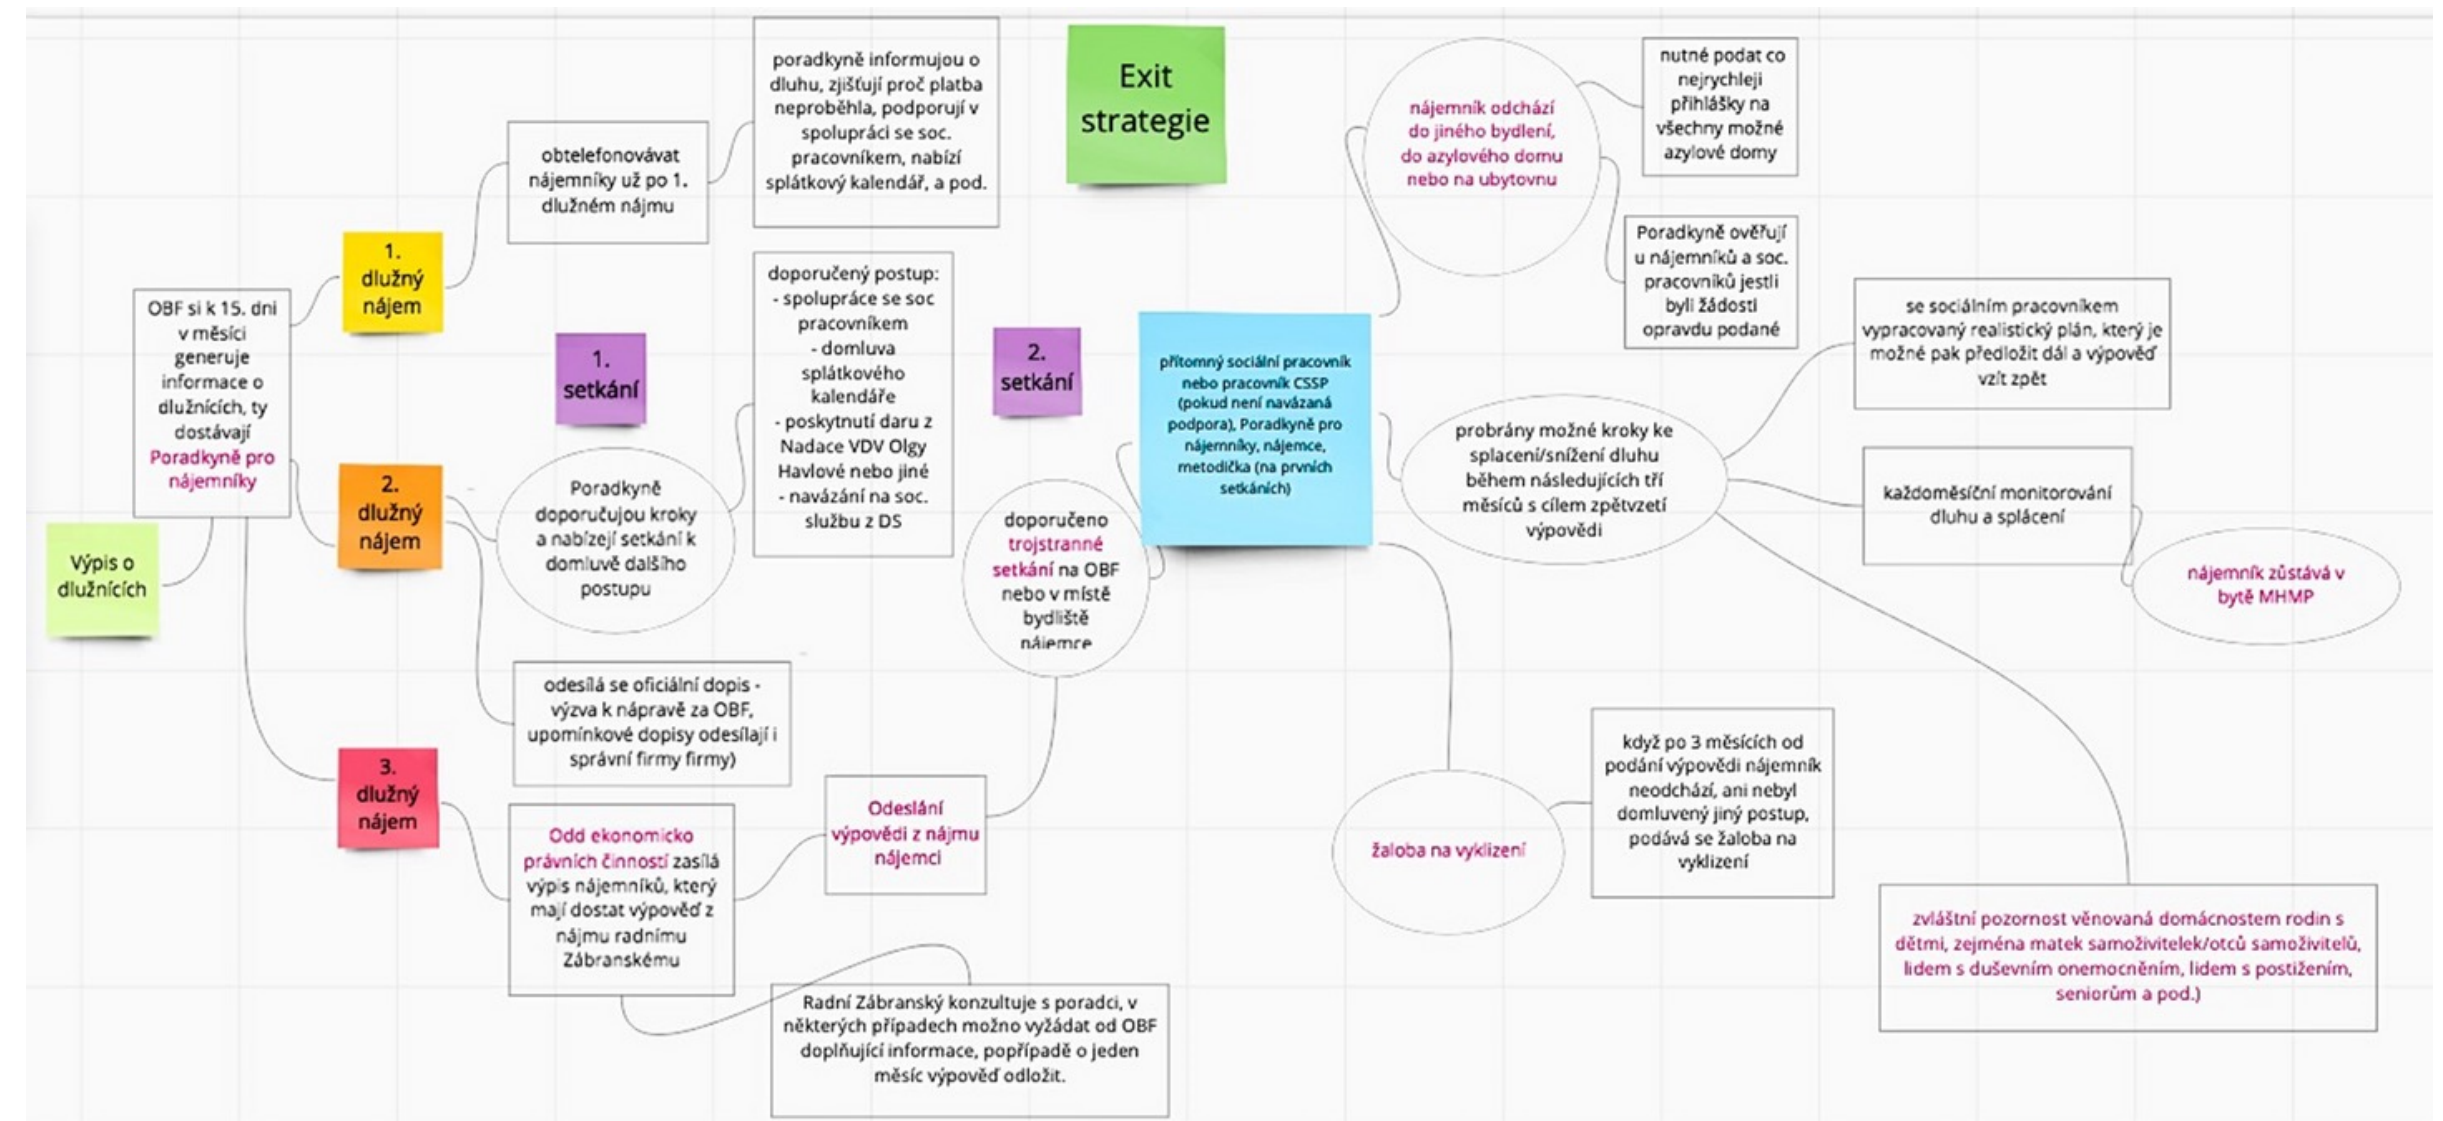 Výpis o
dlužnících
OBF si k 15. dni
v měsíci
generuje
informace o
dlužnících, ty
dostávají
Poradkyně pro
nájemníky
1.
dlužný
nájem
obtelefonovávat
nájemníky už po 1.
dlužném nájmu
poradkyně informujou o
dluhu, zjišťují proč platba
neproběhla, podporují v
spolupráci se soc.
pracovníkem, nabízí
splátkový kalendář, a pod.
2.
dlužný
nájem
1.
setkání
Poradkyně
doporučujou kroky
a nabízejí setkání k
domluvě dalšího
postupu
doporučený postup:
- spolupráce se soc
pracovníkem
- domluva
splátkového
kalendáře
- poskytnutí daru z
Nadace VDV Olgy
Havlové nebo jiné
- navázání na soc.
službu z DS
odesílá se oficiální dopis -
výzva k nápravě za OBF,
upomínkové dopisy odesílají i
správní firmy firmy)
3.
dlužný
nájem
Odd ekonomicko
právních činností zasílá
výpis nájemníků, který
mají dostat výpověď z
nájmu radnímu
Zábranskému
Radní Zábranský konzultuje s poradci, v
některých případech možno vyžádat od OBF
doplňující informace, popřípadě o jeden
měsíc výpověď odložit.
Odeslání
výpovědi z nájmu
nájemci
2.
setkání
doporučeno
trojstranné
setkání na OBF
nebo v místě
bydliště
nájemce
Exit
strategie
přítomný sociální pracovník
nebo pracovník CSSP
(pokud není navázaná
podpora), Poradkyně pro
nájemníky, nájemce,
metodička (na prvních
setkáních)
nájemník odchází
do jiného bydlení,
do azylového domu
nebo na ubytovnu
nutné podat co
nejrychleji
přihlášky na
všechny možné
azylové domy
Poradkyně ověřují
u nájemníků a soc.
pracovníků jestli
byli žádosti
opravdu podané
probrány možné kroky ke
splacení/snížení dluhu
během následujících tří
měsíců s cílem zpětvzetí
výpovědi
se sociálním pracovníkem
vypracovaný realistický plán, který je
možné pak předložit dál a výpověď
vzít zpět
každoměsíční monitorování
dluhu a splácení
nájemník zůstává v
bytě MHMP
žaloba na vyklizení
když po 3 měsících od
podání výpovědi nájemník
neodchází, ani nebyl
domluvený jiný postup,
podává se žaloba na
vyklizení
zvláštní pozornost věnovaná domácnostem rodin s
dětmi, zejména matek samoživitelek/otců samoživitelů,
lidem s duševním onemocněním, lidem s postižením,
seniorům a pod.)